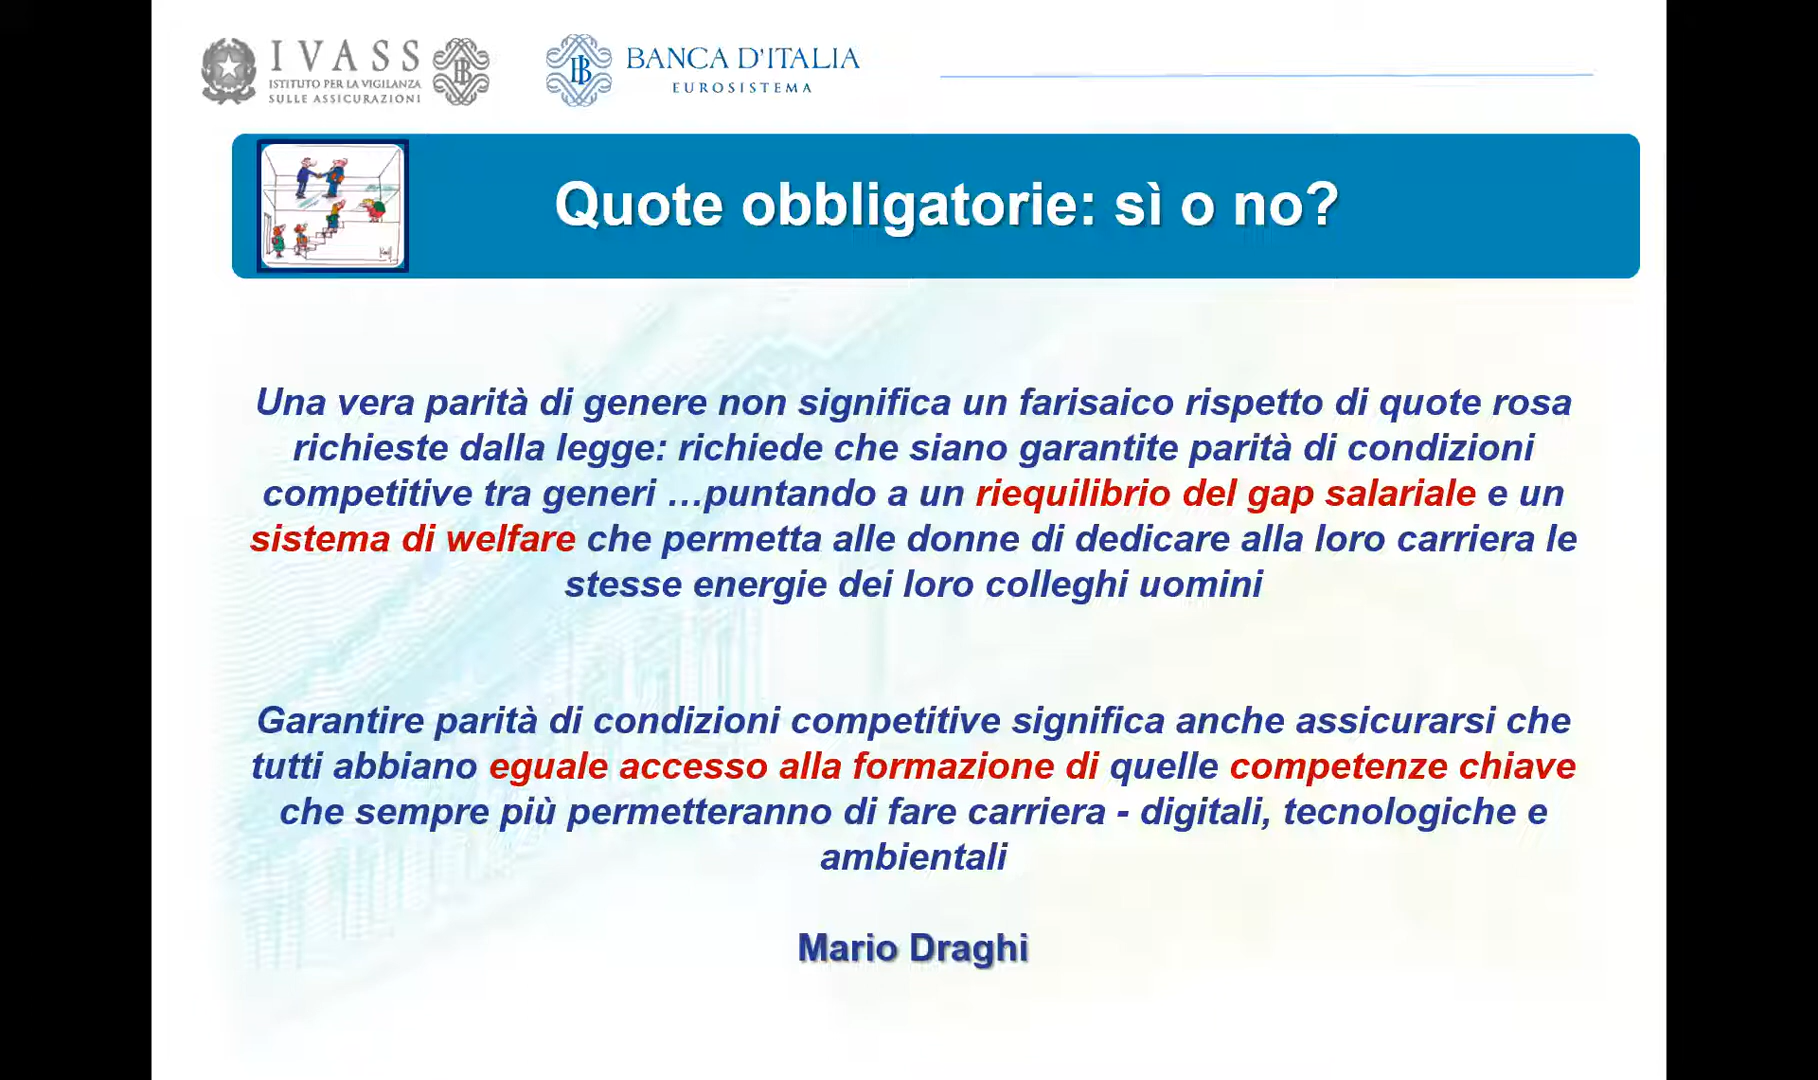 IVASS
ISTITUTO PER LA VIGILANZA
SULLE ASSICURAZIONI
BANCA D'ITALIA
EUROSISTEMA
Quote obbligatorie: sì o no?
Una vera parità di genere non significa un farisaico rispetto di quote rosa
richieste dalla legge: richiede che siano garantite parità di condizioni
competitive tra generi …puntando a un riequilibrio del gap salariale e un
sistema di welfare che permetta alle donne di dedicare alla loro carriera le
stesse energie dei loro colleghi uomini
Garantire parità di condizioni competitive significa anche assicurarsi che
tutti abbiano eguale accesso alla formazione di quelle competenze chiave
che sempre più permetteranno di fare carriera - digitali, tecnologiche e
ambientali
Mario Draghi